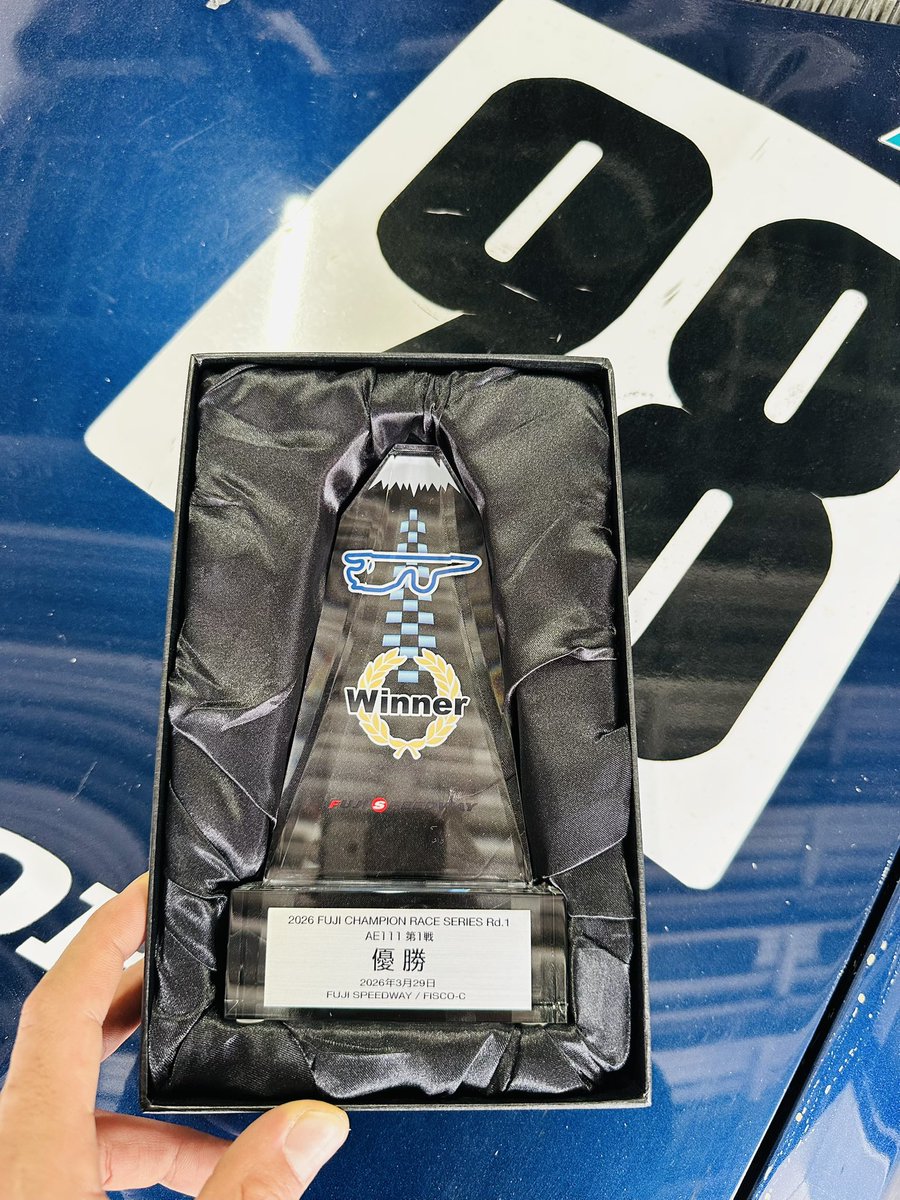 98
Winner
FUJI SPEEDWAY
2026 FUJI CHAMPION RACE SERIES Rd.1
AE111 第1戦
優勝
2026年3月29日
FUJI SPEEDWAY / FISCO-C